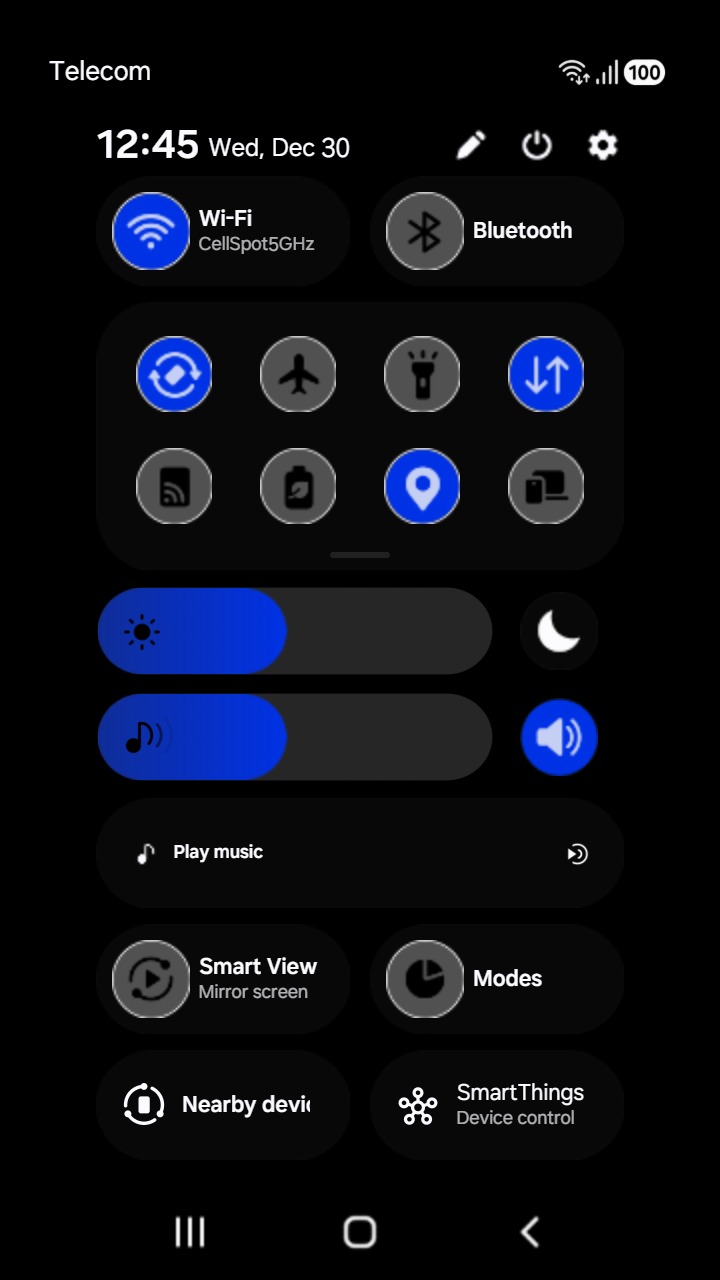 Telecom
100
12:45 Wed, Dec 30
Wi-Fi
CellSpot5GHz
Bluetooth
Play music
Smart View
Mirror screen
Modes
Nearby devic
SmartThings
Device control